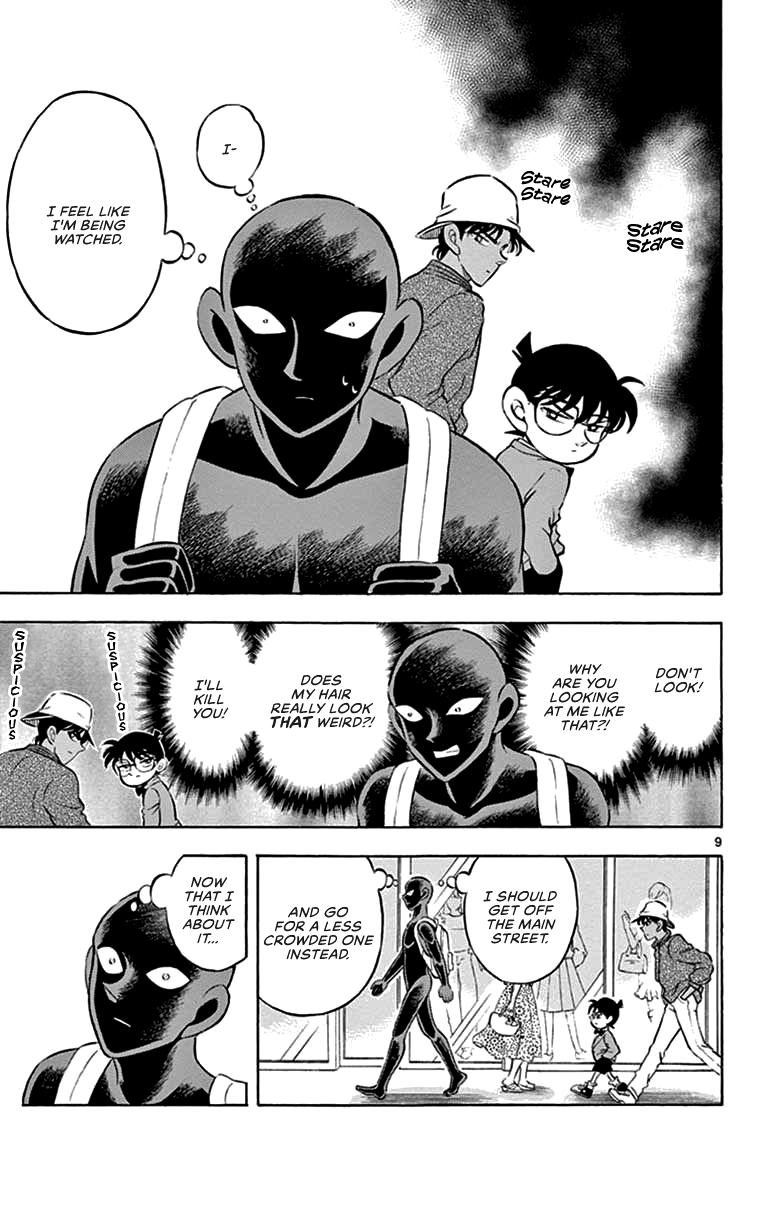 Stare
Stare
Stare
Stare
I-
I FEEL LIKE
I'M BEING
WATCHED.
DON'T
LOOK!
WHY
ARE YOU
LOOKING
AT ME LIKE
THAT?!
DOES
MY HAIR
REALLY LOOK
THAT WEIRD?!
I'LL
KILL
YOU!
SUSPICIOUS
SUSPICIOUS
9
I SHOULD
GET OFF
THE MAIN
STREET.
AND GO
FOR A LESS
CROWDED ONE
INSTEAD.
NOW
THAT I
THINK
ABOUT
IT...